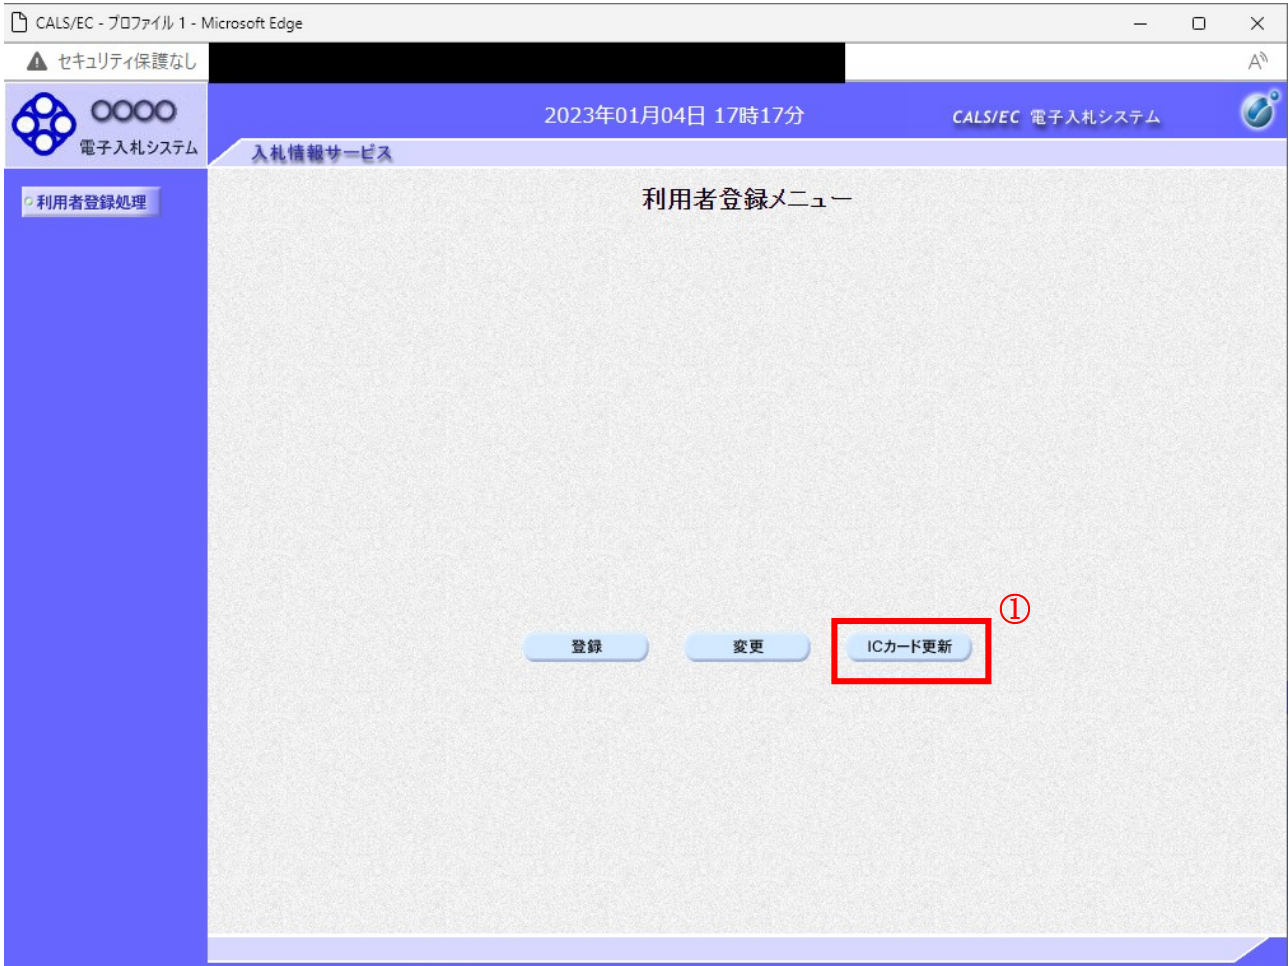 CALS/EC - プロファイル 1 - Microsoft Edge
セキュリティ保護なし
A
○○○○
電子入札システム
2023年01月04日 17時17分
CALS/EC 電子入札システム
入札情報サービス
利用者登録処理
利用者登録メニュー
①
登録
変更
ICカード更新